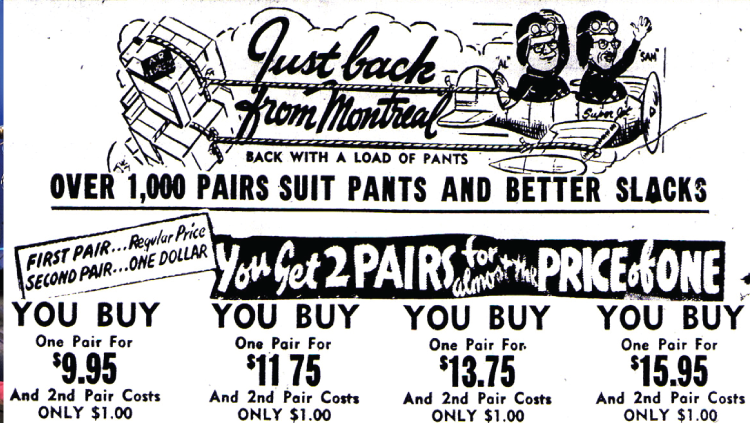 Just back
from Montreal
"AL"
"SAM"
Super Jet
BACK WITH A LOAD OF PANTS
OVER 1,000 PAIRS SUIT PANTS AND BETTER SLACKS
FIRST PAIR...Regular Price
SECOND PAIR...ONE DOLLAR
You Get 2 PAIRS for almost the PRICE of ONE
YOU BUY
One Pair For
$9.95
And 2nd Pair Costs
ONLY $1.00
YOU BUY
One Pair For
$11 75
And 2nd Pair Costs
ONLY $1.00
YOU BUY
One Pair For.
$13.75
And 2nd Pair Costs
ONLY $1.00
YOU BUY
One Pair For
$15.95
And 2nd Pair Costs
ONLY $1.00